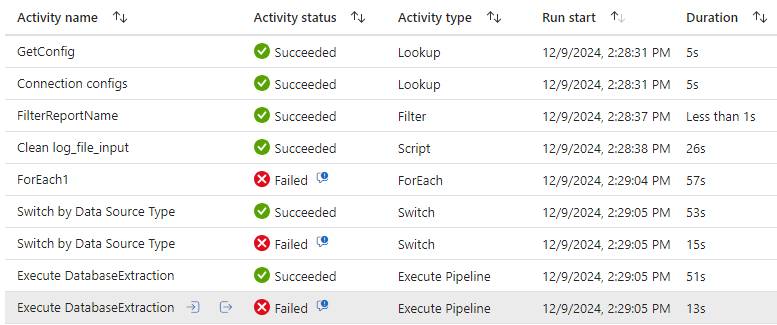 Activity name Activity status Activity type Run start Duration
GetConfig Succeeded Lookup 12/9/2024, 2:28:31 PM 5s
Connection configs Succeeded Lookup 12/9/2024, 2:28:31 PM 5s
FilterReportName Succeeded Filter 12/9/2024, 2:28:37 PM Less than 1s
Clean log_file_input Succeeded Script 12/9/2024, 2:28:38 PM 26s
ForEach1 Failed ForEach 12/9/2024, 2:29:04 PM 57s
Switch by Data Source Type Succeeded Switch 12/9/2024, 2:29:05 PM 53s
Switch by Data Source Type Failed Switch 12/9/2024, 2:29:05 PM 15s
Execute DatabaseExtraction Succeeded Execute Pipeline 12/9/2024, 2:29:05 PM 51s
Execute DatabaseExtraction Failed Execute Pipeline 12/9/2024, 2:29:05 PM 13s